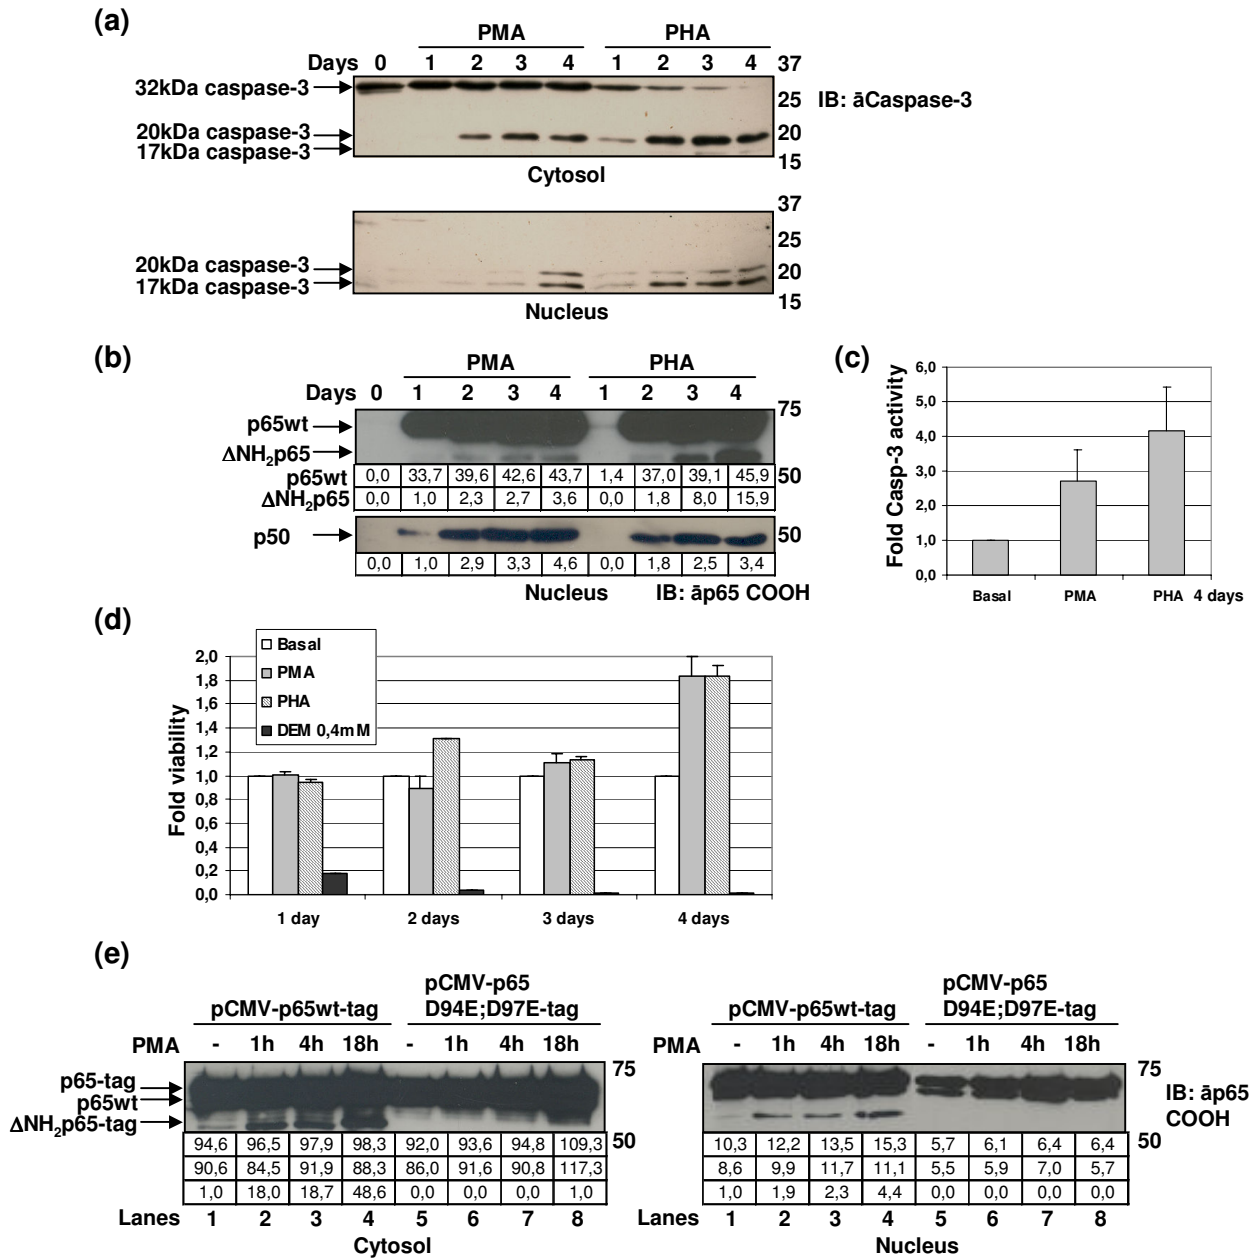 (a)
PMA PHA
Days 0 1 2 3 4 1 2 3 4 37
32kDa caspase-3 25 IB: āCaspase-3
20kDa caspase-3 20
17kDa caspase-3 15
Cytosol
37
25
20kDa caspase-3 20
17kDa caspase-3 15
Nucleus
(b)
PMA PHA
Days 0 1 2 3 4 1 2 3 4
75
p65wt
ΔNH2p65
50
p65wt 0,0 33,7 39,6 42,6 43,7 1,4 37,0 39,1 45,9
ΔNH2p65 0,0 1,0 2,3 2,7 3,6 0,0 1,8 8,0 15,9
p50 50
0,0 1,0 2,9 3,3 4,6 0,0 1,8 2,5 3,4
Nucleus IB: āp65 COOH
(c)
Fold Casp-3 activity
6,0
5,0
4,0
3,0
2,0
1,0
0,0
Basal PMA PHA 4 days
(d)
Basal
PMA
PHA
DEM 0,4mM
Fold viability
2,0
1,8
1,6
1,4
1,2
1,0
0,8
0,6
0,4
0,2
0,0
1 day 2 days 3 days 4 days
(e)
pCMV-p65wt-tag pCMV-p65
D94E;D97E-tag
PMA - 1h 4h 18h - 1h 4h 18h
75
p65-tag
p65wt
ΔNH2p65-tag
50
94,6 96,5 97,9 98,3 92,0 93,6 94,8 109,3
90,6 84,5 91,9 88,3 86,0 91,6 90,8 117,3
1,0 18,0 18,7 48,6 0,0 0,0 0,0 1,0
Lanes 1 2 3 4 5 6 7 8
Cytosol
pCMV-p65wt-tag pCMV-p65
D94E;D97E-tag
PMA - 1h 4h 18h - 1h 4h 18h
75
IB: āp65
COOH
50
10,3 12,2 13,5 15,3 5,7 6,1 6,4 6,4
8,6 9,9 11,7 11,1 5,5 5,9 7,0 5,7
1,0 1,9 2,3 4,4 0,0 0,0 0,0 0,0
Lanes 1 2 3 4 5 6 7 8
Nucleus